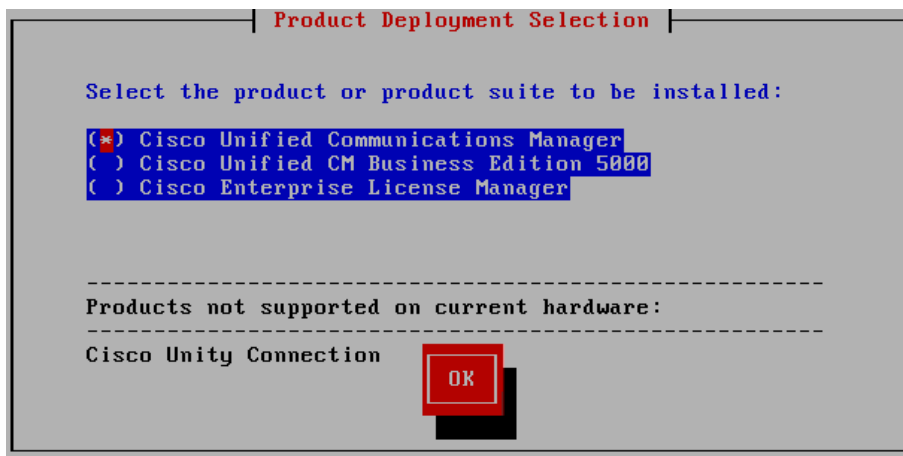 Product Deployment Selection
Select the product or product suite to be installed:
(*) Cisco Unified Communications Manager
( ) Cisco Unified CM Business Edition 5000
( ) Cisco Enterprise License Manager
------------------------------------------------------
Products not supported on current hardware:
------------------------------------------------------
Cisco Unity Connection
OK